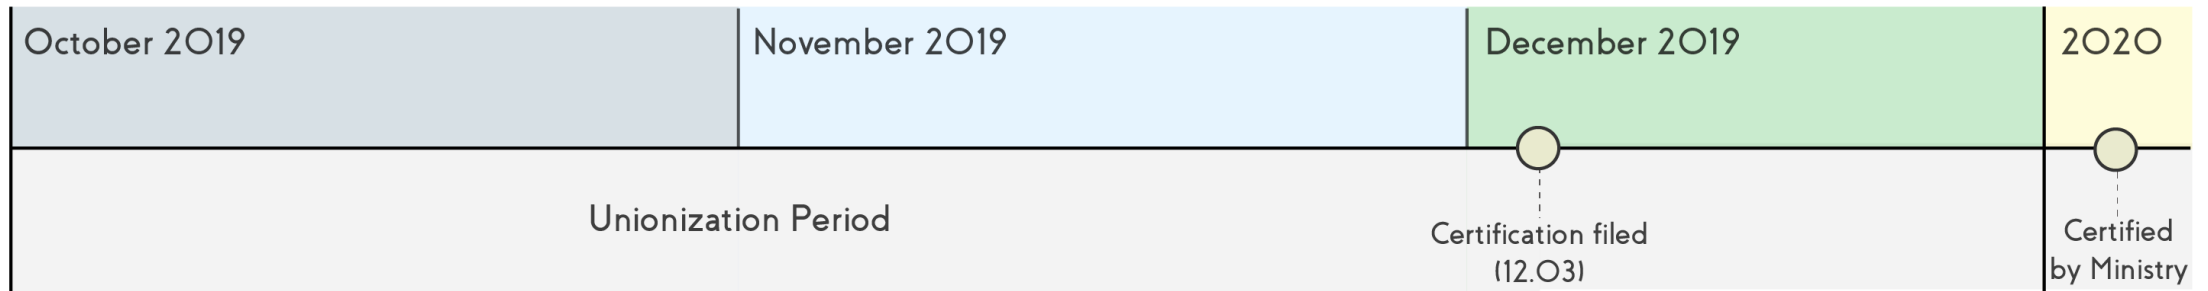 October 2019
November 2019
December 2019
2020
Unionization Period
Certification filed
(12.03)
Certified
by Ministry